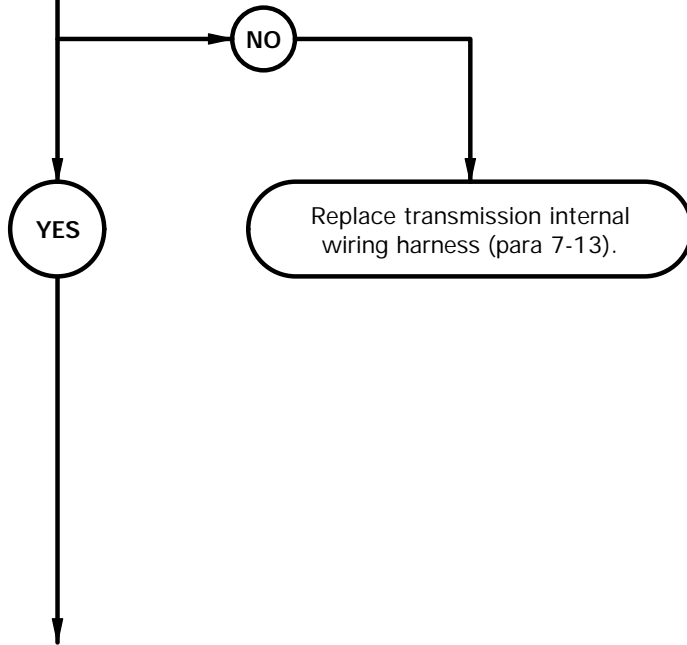 NO
YES
Replace transmission internal
wiring harness (para 7-13).